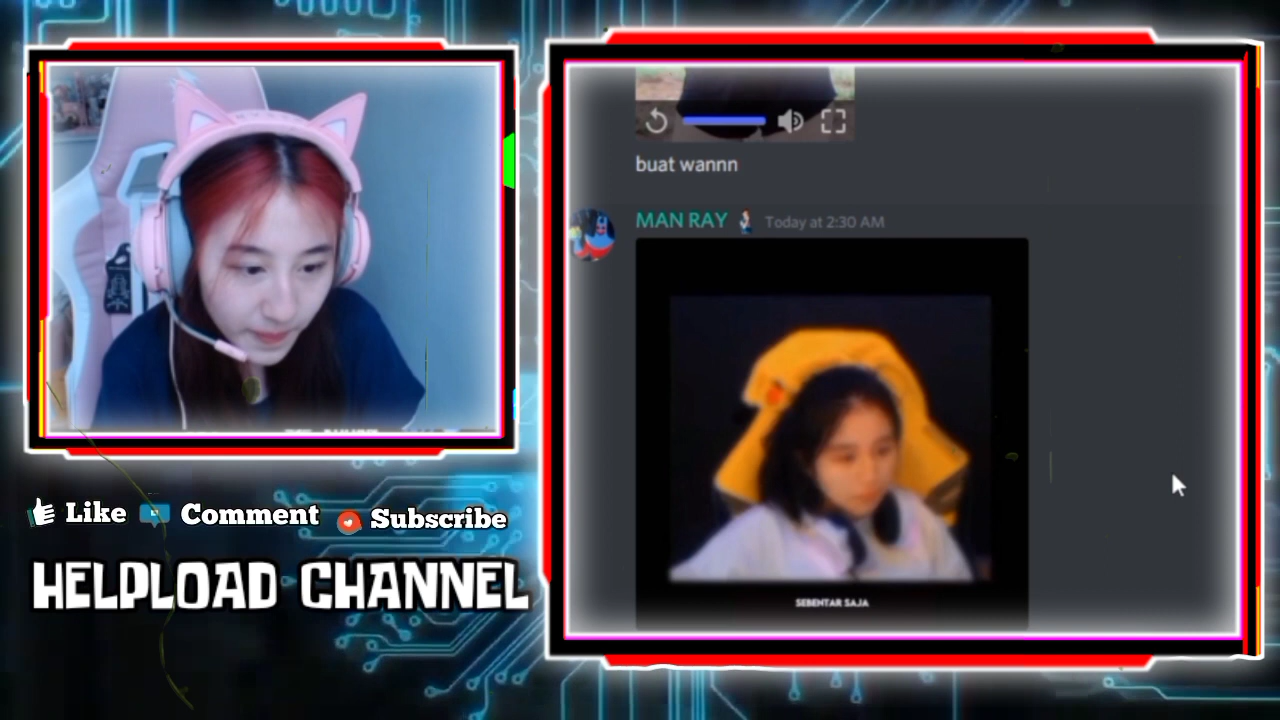 buat wannn
MAN RAY Today at 2:30 AM
SEBENTAR SAJA
Like Comment Subscribe
HELPLOAD CHANNEL